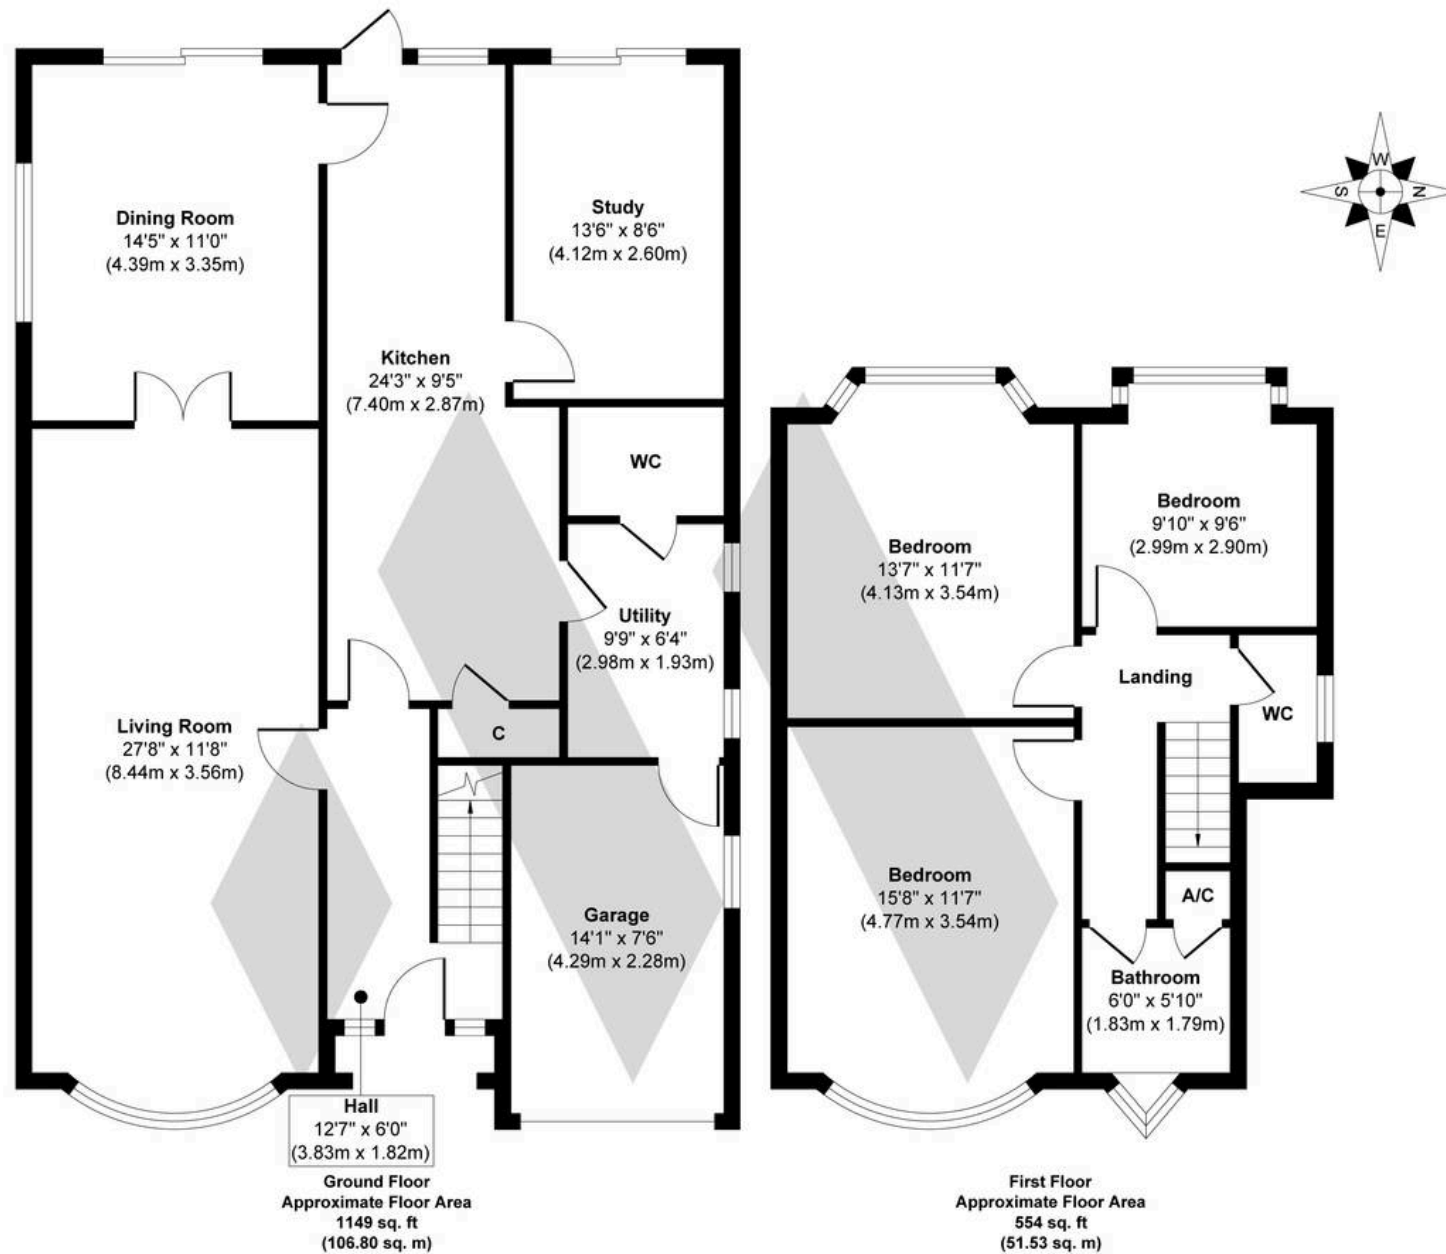 Dining Room
14'5" x 11'0"
(4.39m x 3.35m)
Study
13'6" x 8'6"
(4.12m x 2.60m)
Kitchen
24'3" x 9'5"
(7.40m x 2.87m)
WC
Utility
9'9" x 6'4"
(2.98m x 1.93m)
Living Room
27'8" x 11'8"
(8.44m x 3.56m)
C
Garage
14'1" x 7'6"
(4.29m x 2.28m)
Hall
12'7" x 6'0"
(3.83m x 1.82m)
Ground Floor
Approximate Floor Area
1149 sq. ft
(106.80 sq. m)
W
S
N
E
Bedroom
13'7" x 11'7"
(4.13m x 3.54m)
Bedroom
9'10" x 9'6"
(2.99m x 2.90m)
Landing
WC
Bedroom
15'8" x 11'7"
(4.77m x 3.54m)
A/C
Bathroom
6'0" x 5'10"
(1.83m x 1.79m)
First Floor
Approximate Floor Area
554 sq. ft
(51.53 sq. m)